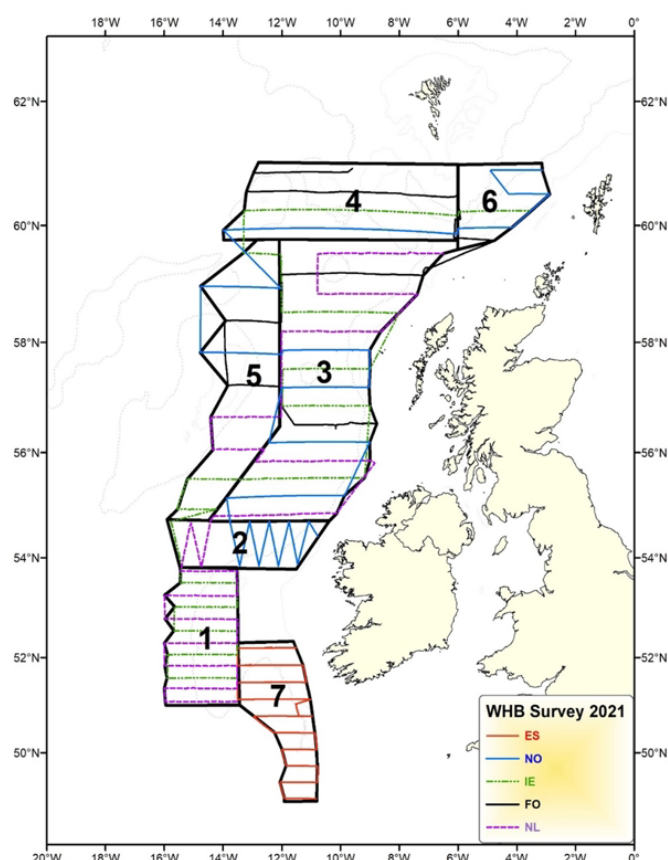 18°W 16°W 14°W 12°W 10°W 8°W 6°W 4°W 2°W 0°
62°N 62°N
4
6
60°N 60°N
58°N 58°N
5
3
56°N 56°N
2
54°N 54°N
1
52°N 52°N
7
WHB Survey 2021
ES
50°N 50°N
NO
IE
FO
NL
20°W 18°W 16°W 14°W 12°W 10°W 8°W 6°W 4°W 2°W 0°